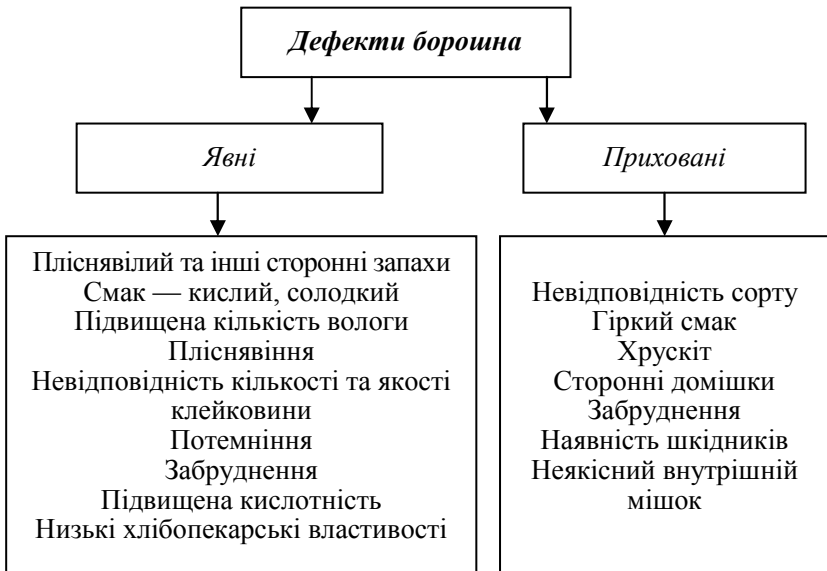 Дефекти борошна
Явні
Приховані
Пліснявілий та інші сторонні запахи
Смак — кислий, солодкий
Підвищена кількість вологи
Пліснявіння
Невідповідність кількості та якості
клейковини
Потемніння
Забруднення
Підвищена кислотність
Низькі хлібопекарські властивості
Невідповідність сорту
Гіркий смак
Хрускіт
Сторонні домішки
Забруднення
Наявність шкідників
Неякісний внутрішній
мішок